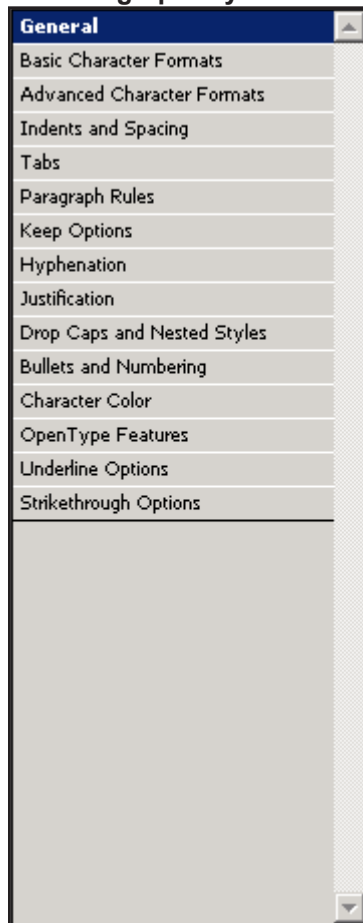 General
Basic Character Formats
Advanced Character Formats
Indents and Spacing
Tabs
Paragraph Rules
Keep Options
Hyphenation
Justification
Drop Caps and Nested Styles
Bullets and Numbering
Character Color
OpenType Features
Underline Options
Strikethrough Options